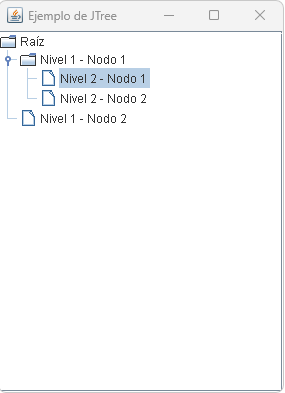 Ejemplo de JTree
Raíz
Nivel 1 - Nodo 1
Nivel 2 - Nodo 1
Nivel 2 - Nodo 2
Nivel 1 - Nodo 2